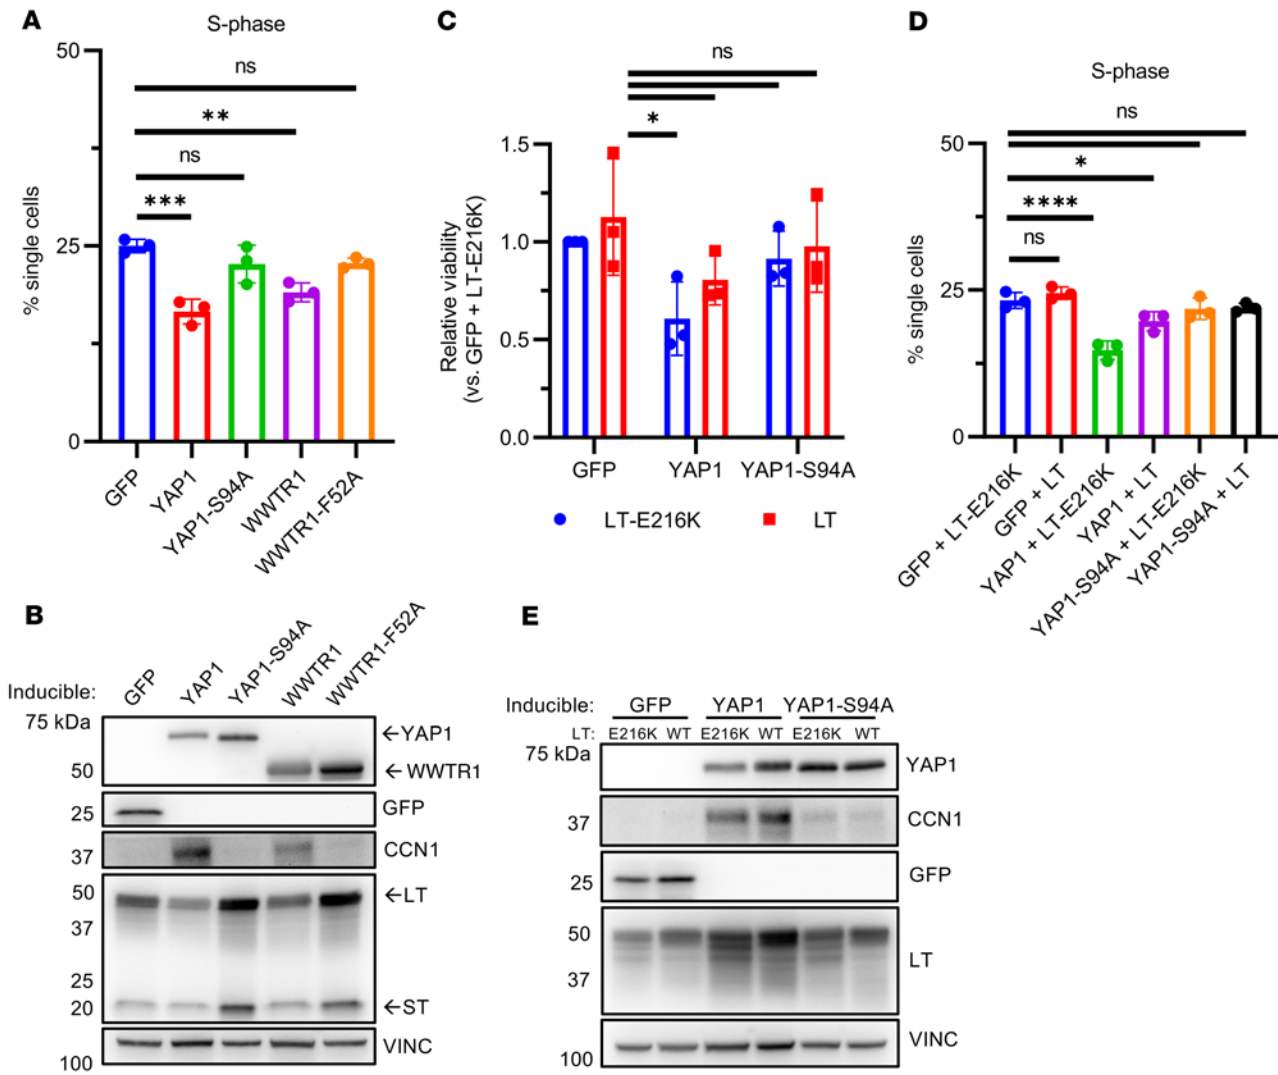 A
S-phase
50
25
0
% single cells
ns
**
ns
***
GFP
YAP1
YAP1-S94A
WWTR1
WWTR1-F52A
C
ns
*
1.5
1.0
0.5
0.0
Relative viability
(vs. GFP + LT-E216K)
GFP
YAP1
YAP1-S94A
LT-E216K
LT
D
S-phase
50
25
0
% single cells
ns
*
****
ns
GFP + LT-E216K
GFP + LT
YAP1 + LT-E216K
YAP1 + LT
YAP1-S94A + LT-E216K
YAP1-S94A + LT
B
Inducible:
GFP
YAP1
YAP1-S94A
WWTR1
WWTR1-F52A
75 kDa
←YAP1
50
←WWTR1
25
GFP
37
CCN1
50
←LT
37
25
20
←ST
VINC
100
E
Inducible:
GFP
YAP1
YAP1-S94A
LT:
E216K
WT
E216K
WT
E216K
WT
75 kDa
YAP1
37
CCN1
25
GFP
50
LT
37
VINC
100